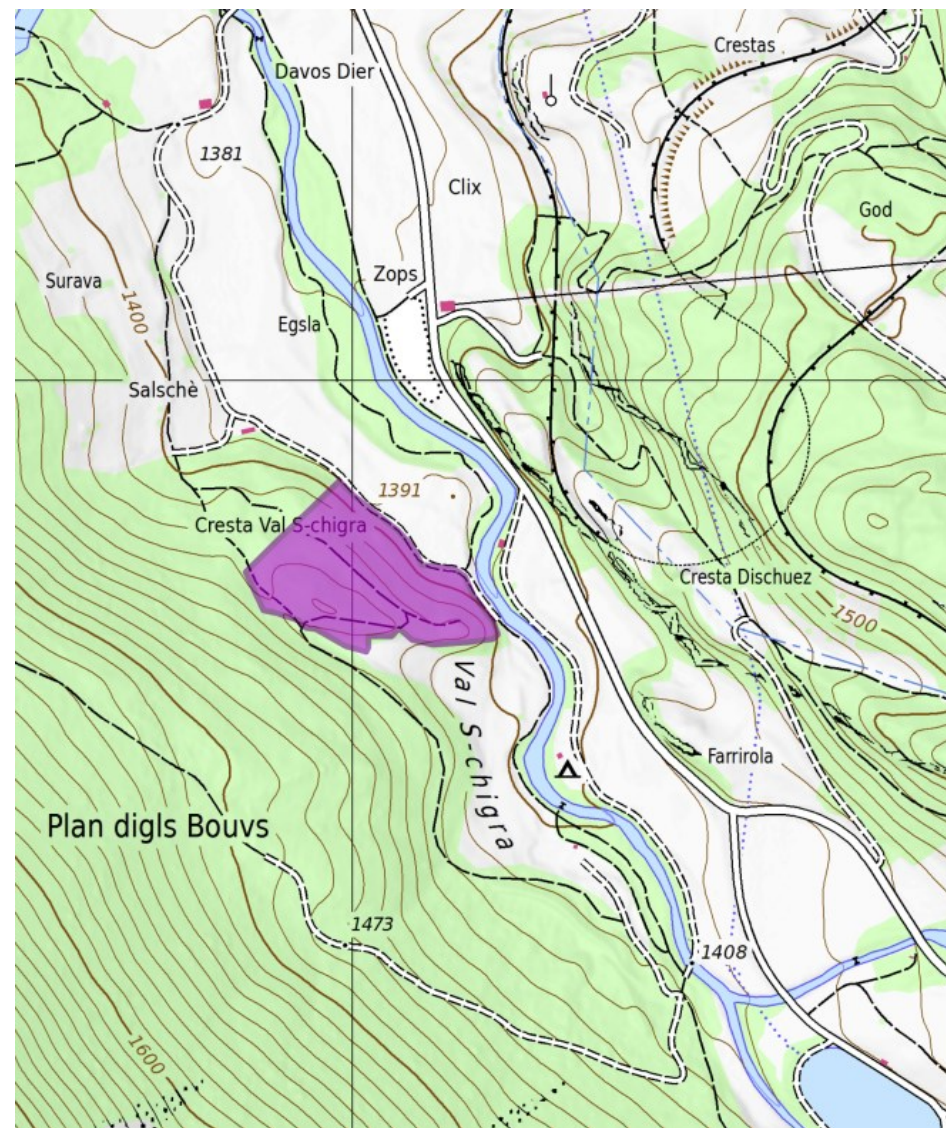 Crestas
Davos Dier
1381
Clix
God
Surava
Zops
1400
Egsla
Salschè
1391
Cresta Val S-chigra
Cresta Dischuez
1500
Val S-chigra
Farrirola
Plan digls Bouvs
1473
1408
1600